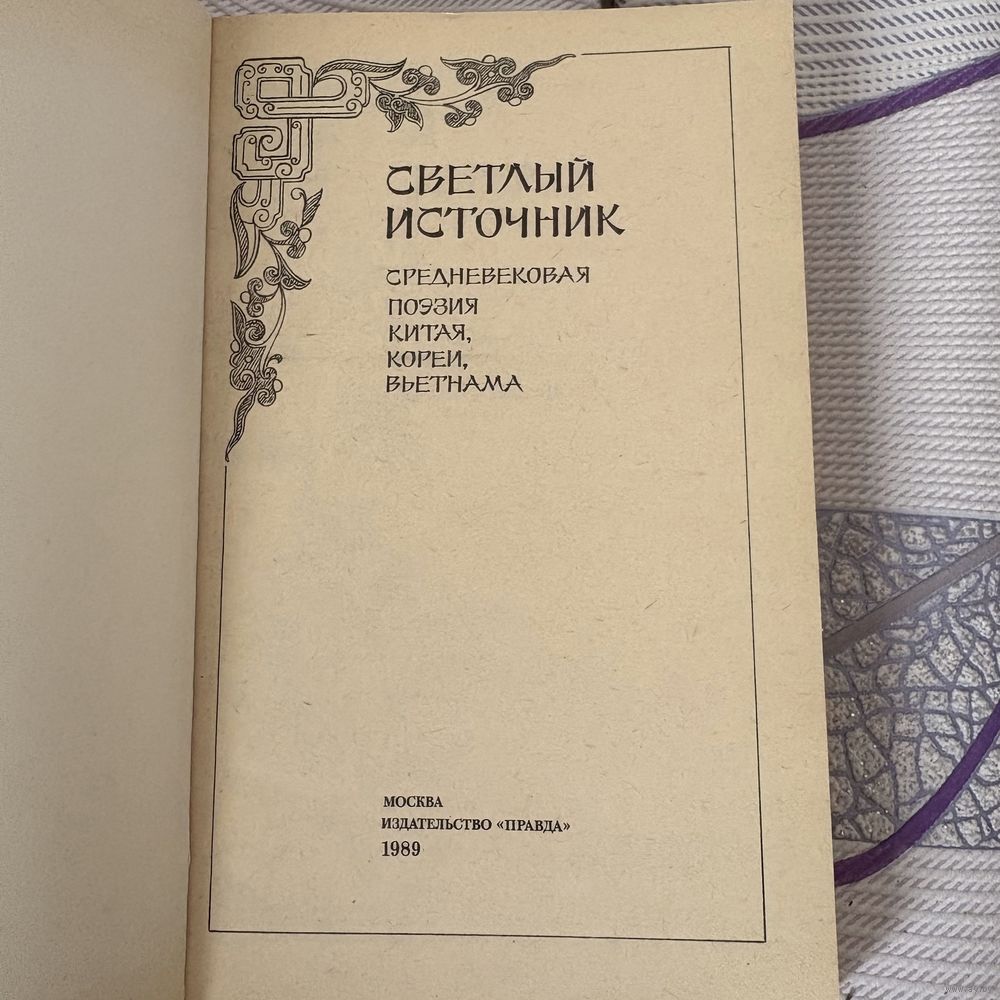 СВЕТЛЫЙ
ИСТОЧНИК
СРЕДНЕВЕКОВАЯ
ПОЭЗИЯ
КИТАЯ,
КОРЕИ,
ВЬЕТНАМА
МОСКВА
ИЗДАТЕЛЬСТВО «ПРАВДА»
1989